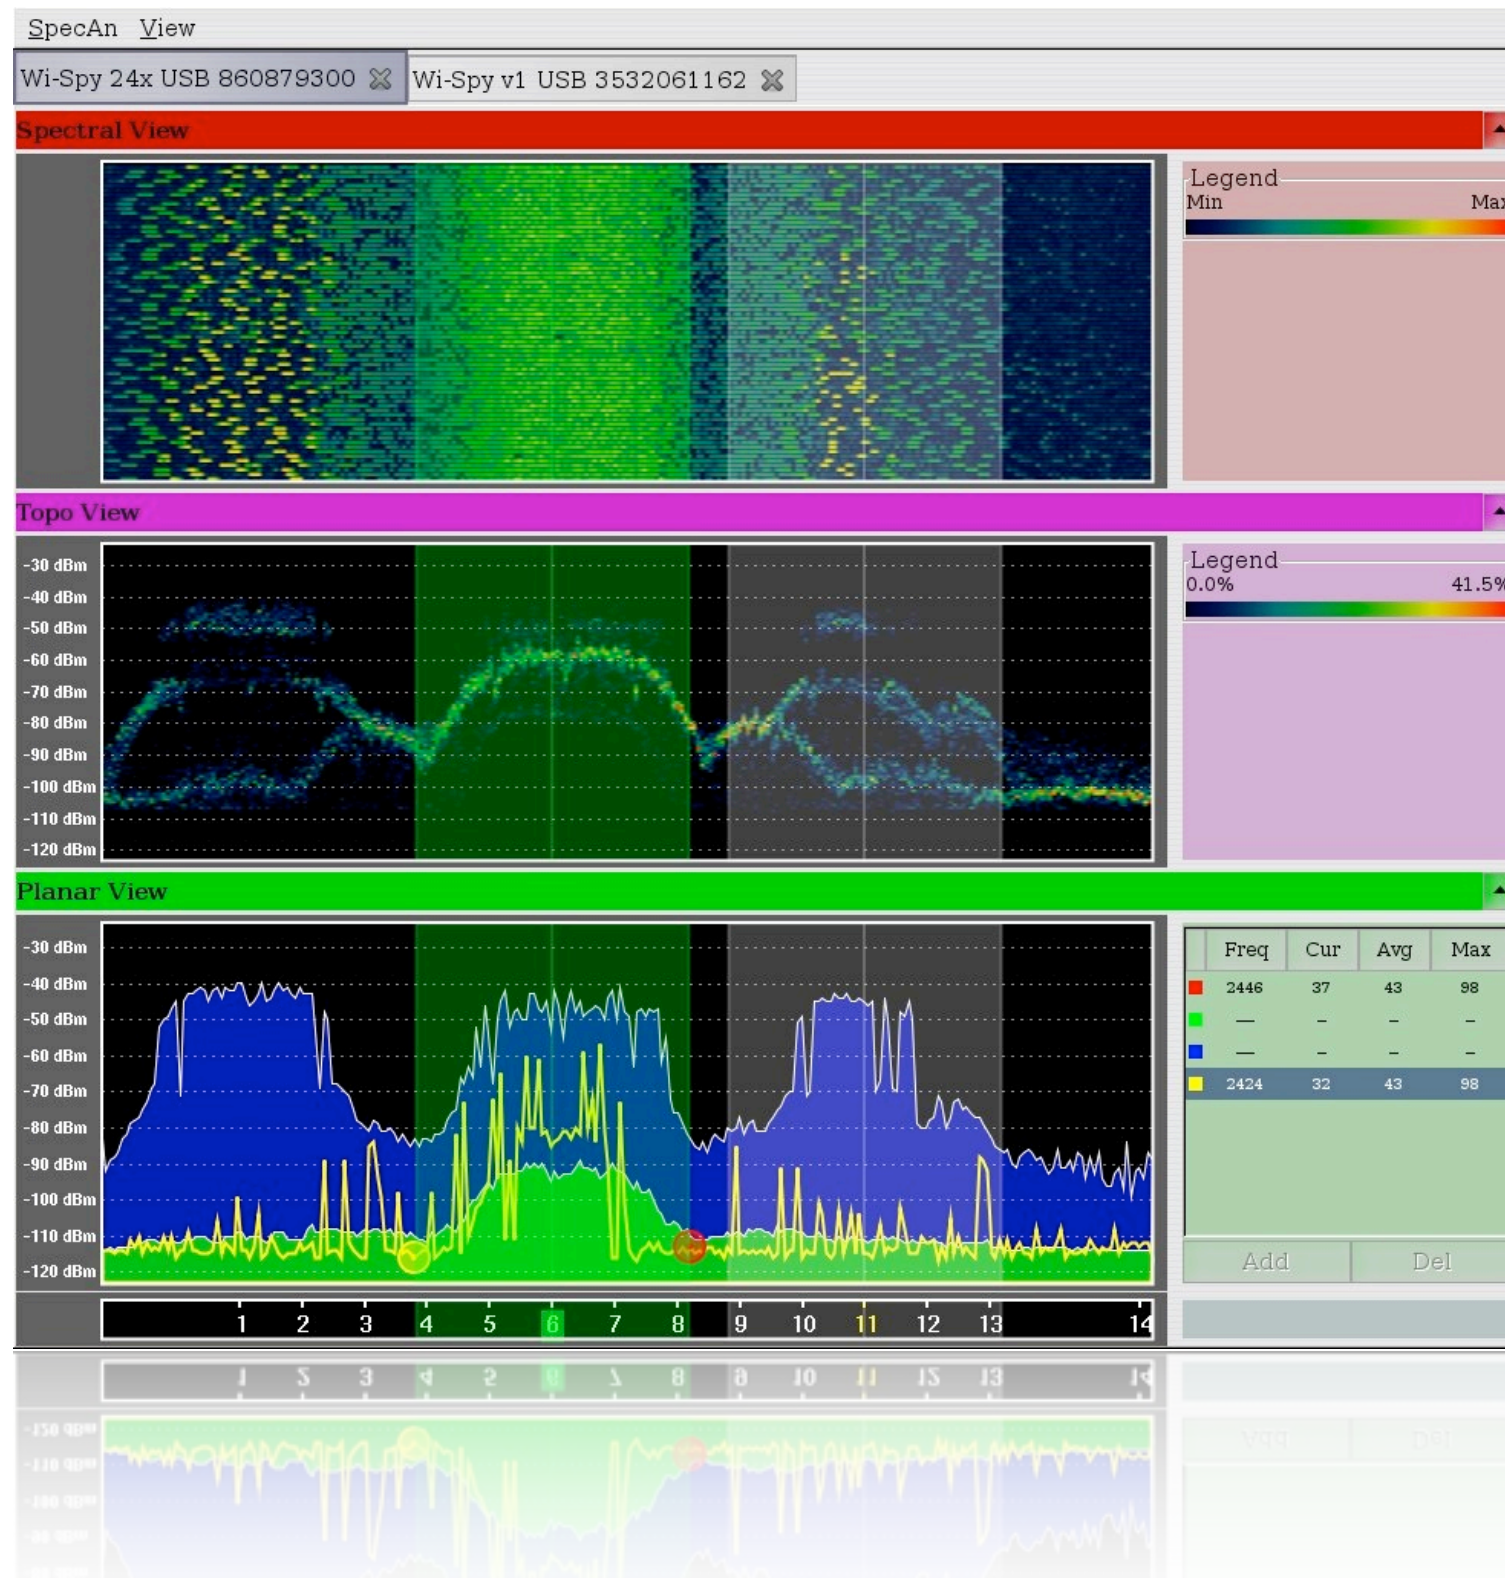 SpecAn View
Wi-Spy 24x USB 860879300 Wi-Spy v1 USB 3532061162
Spectral View
Legend
Min Max
Topo View
-30 dBm
-40 dBm
-50 dBm
-60 dBm
-70 dBm
-80 dBm
-90 dBm
-100 dBm
-110 dBm
-120 dBm
Legend
0.0% 41.5%
Planar View
-30 dBm
-40 dBm
-50 dBm
-60 dBm
-70 dBm
-80 dBm
-90 dBm
-100 dBm
-110 dBm
-120 dBm
Freq Cur Avg Max
2446 37 43 98
— – – –
— – – –
2424 32 43 98
Add Del
1 2 3 4 5 6 7 8 9 10 11 12 13 14